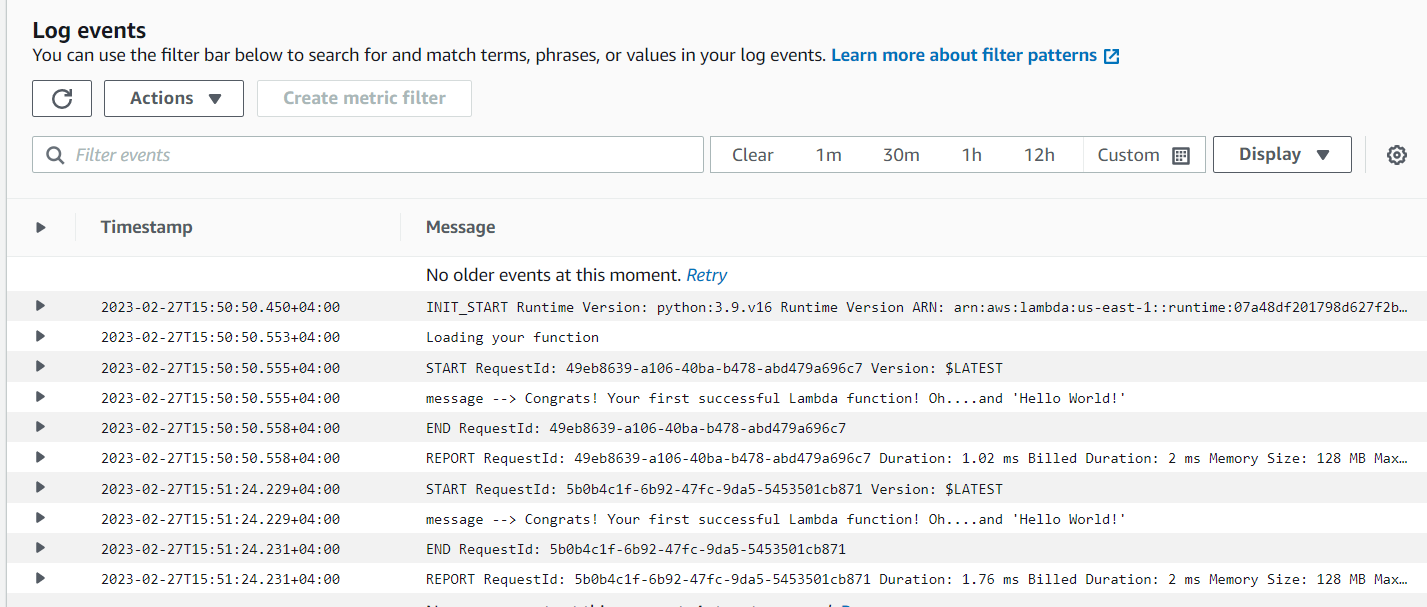 Log events
You can use the filter bar below to search for and match terms, phrases, or values in your log events. Learn more about filter patterns
Actions Create metric filter
Filter events Clear 1m 30m 1h 12h Custom Display
Timestamp Message
No older events at this moment. Retry
2023-02-27T15:50:50.450+04:00 INIT_START Runtime Version: python:3.9.v16 Runtime Version ARN: arn:aws:lambda:us-east-1::runtime:07a48df201798d627f2b…
2023-02-27T15:50:50.553+04:00 Loading your function
2023-02-27T15:50:50.555+04:00 START RequestId: 49eb8639-a106-40ba-b478-abd479a696c7 Version: $LATEST
2023-02-27T15:50:50.555+04:00 message --> Congrats! Your first successful Lambda function! Oh....and 'Hello World!'
2023-02-27T15:50:50.558+04:00 END RequestId: 49eb8639-a106-40ba-b478-abd479a696c7
2023-02-27T15:50:50.558+04:00 REPORT RequestId: 49eb8639-a106-40ba-b478-abd479a696c7 Duration: 1.02 ms Billed Duration: 2 ms Memory Size: 128 MB Max…
2023-02-27T15:51:24.229+04:00 START RequestId: 5b0b4c1f-6b92-47fc-9da5-5453501cb871 Version: $LATEST
2023-02-27T15:51:24.229+04:00 message --> Congrats! Your first successful Lambda function! Oh....and 'Hello World!'
2023-02-27T15:51:24.231+04:00 END RequestId: 5b0b4c1f-6b92-47fc-9da5-5453501cb871
2023-02-27T15:51:24.231+04:00 REPORT RequestId: 5b0b4c1f-6b92-47fc-9da5-5453501cb871 Duration: 1.76 ms Billed Duration: 2 ms Memory Size: 128 MB Max…